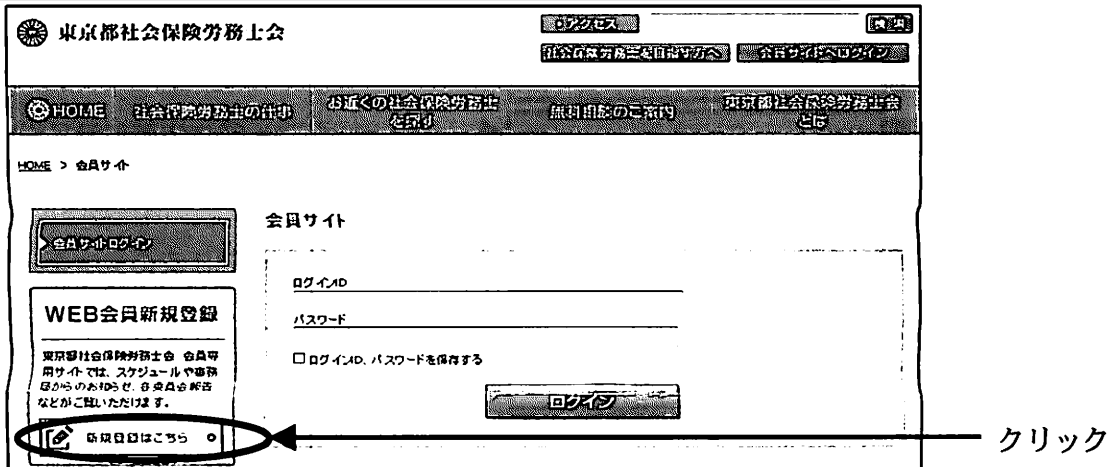 東京都社会保険労務士会
アクセス
検索
社会保険労務士を目指す方へ
会員サイトへログイン
HOME
社会保険労務士の仕事
お近くの社会保険労務士
を探す
無料相談のご案内
東京都社会保険労務士会
とは
HOME > 会員サイト
会員サイトログイン
会員サイト
ログインID
パスワード
□ ログインID、パスワードを保存する
ログイン
WEB会員新規登録
東京都社会保険労務士会 会員専
用サイトでは、スケジュールや事務
局からのお知らせ、各委員会報告
などがご覧いただけます。
新規登録はこちら
クリック